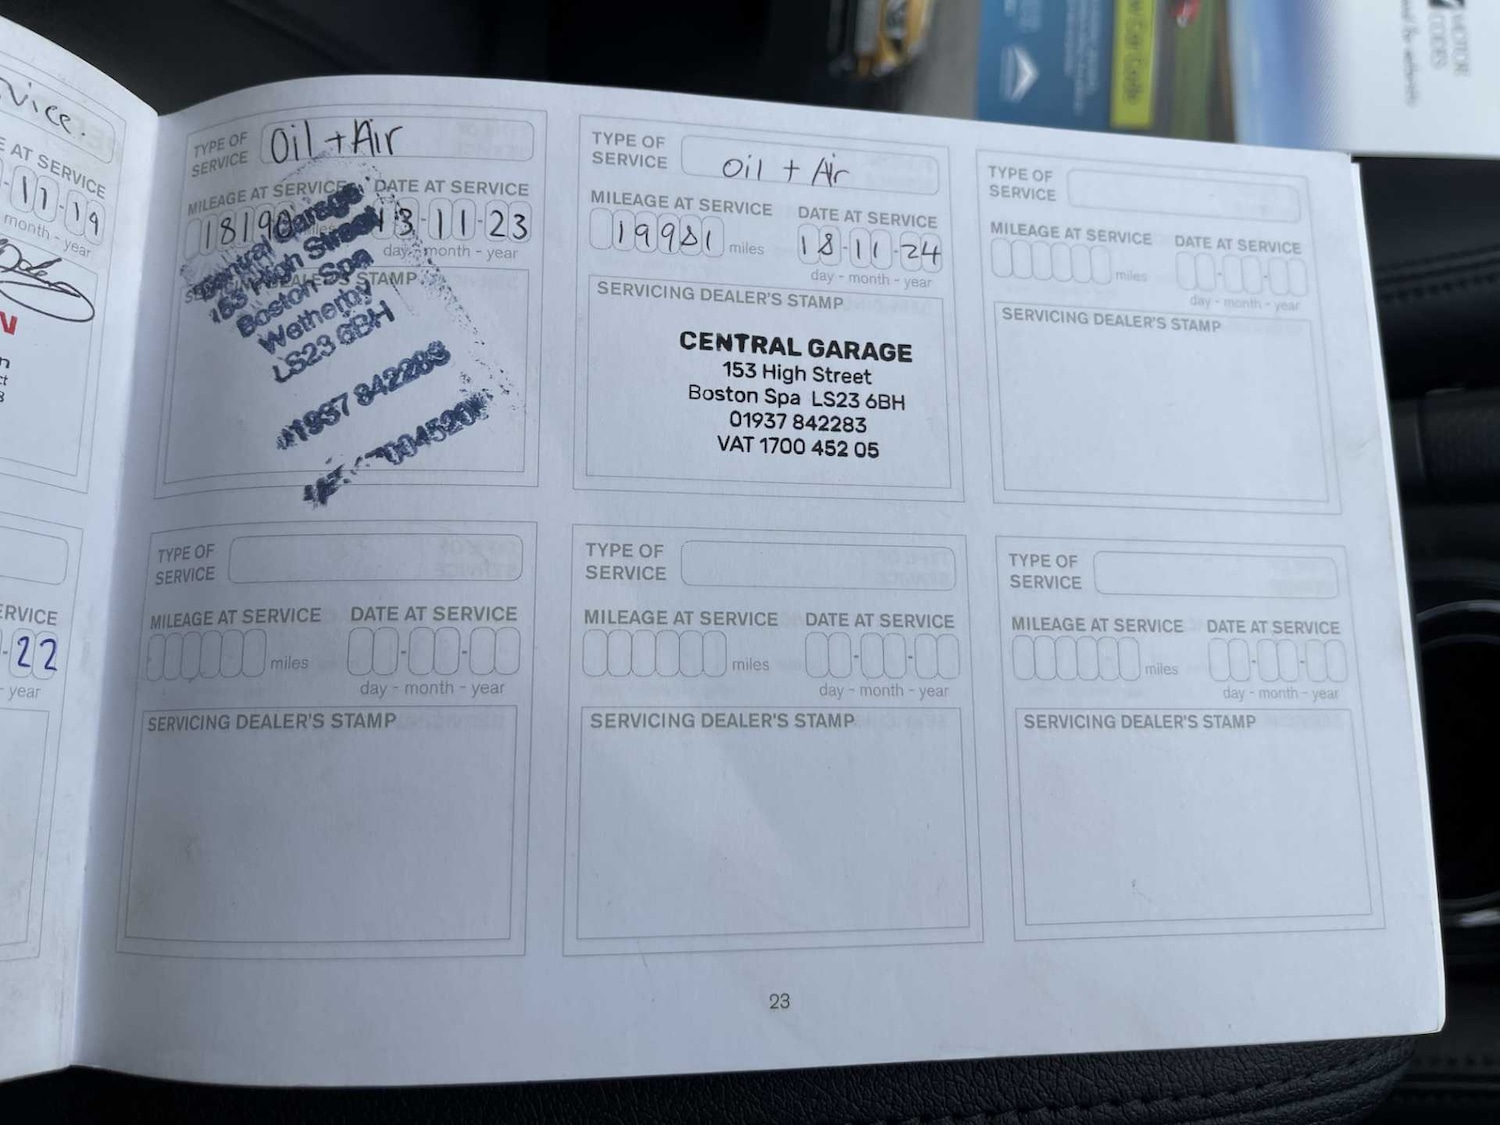 vice.
E AT SERVICE
11-19
month - year
N
ERVICE
-22
- year
TYPE OF
SERVICE
Oil + Air
MILEAGE AT SERVICE
DATE AT SERVICE
18190
13-11-23
day - month - year
STAMP
Central Garage
153 High Street
Boston Spa
Wetherby
LS23 6BH
01937 842283
TYPE OF
SERVICE
oil + Air
MILEAGE AT SERVICE
DATE AT SERVICE
19981 miles
18-11-24
day - month - year
SERVICING DEALER'S STAMP
CENTRAL GARAGE
153 High Street
Boston Spa LS23 6BH
01937 842283
VAT 1700 452 05
TYPE OF
SERVICE
MILEAGE AT SERVICE
DATE AT SERVICE
miles
day - month - year
SERVICING DEALER'S STAMP
TYPE OF
SERVICE
MILEAGE AT SERVICE
DATE AT SERVICE
miles
day - month - year
SERVICING DEALER'S STAMP
TYPE OF
SERVICE
MILEAGE AT SERVICE
DATE AT SERVICE
miles
day - month - year
SERVICING DEALER'S STAMP
TYPE OF
SERVICE
MILEAGE AT SERVICE
DATE AT SERVICE
miles
day - month - year
SERVICING DEALER'S STAMP
23
Car Code
MOTOR
CODES